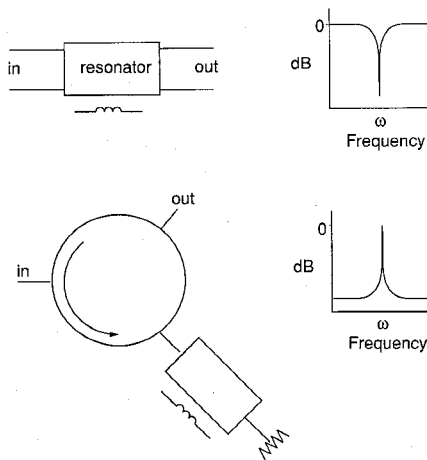 in
resonator
out
0
dB
ω
Frequency
out
in
0
dB
ω
Frequency